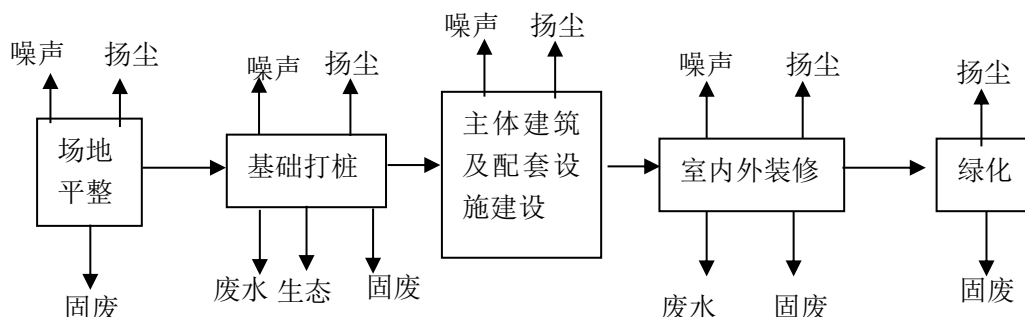 噪声
扬尘
噪声
扬尘
噪声
扬尘
噪声
扬尘
扬尘
场地
平整
基础打桩
主体建筑
及配套设
施建设
室内外装修
绿化
固废
废水
生态
固废
废水
固废
固废